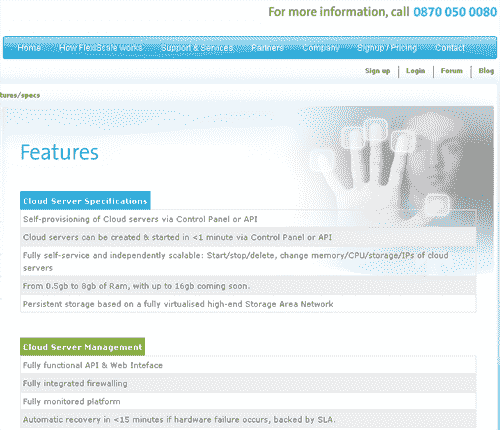 For more information, call 0870 050 0080
Home How FlexiScale works Support & Services Partners Company Signup / Pricing Contact
Sign up Login Forum Blog
tures/specs
Features
Cloud Server Specifications
Self-provisioning of Cloud servers via Control Panel or API
Cloud servers can be created & started in <1 minute via Control Panel or API
Fully self-service and independently scalable: Start/stop/delete, change memory/CPU/storage/IPs of cloud
servers
From 0.5gb to 8gb of Ram, with up to 16gb coming soon.
Persistent storage based on a fully virtualised high-end Storage Area Network
Cloud Server Management
Fully functional API & Web Inteface
Fully integrated firewalling
Fully monitored platform
Automatic recovery in <15 minutes if hardware failure occurs, backed by SLA.